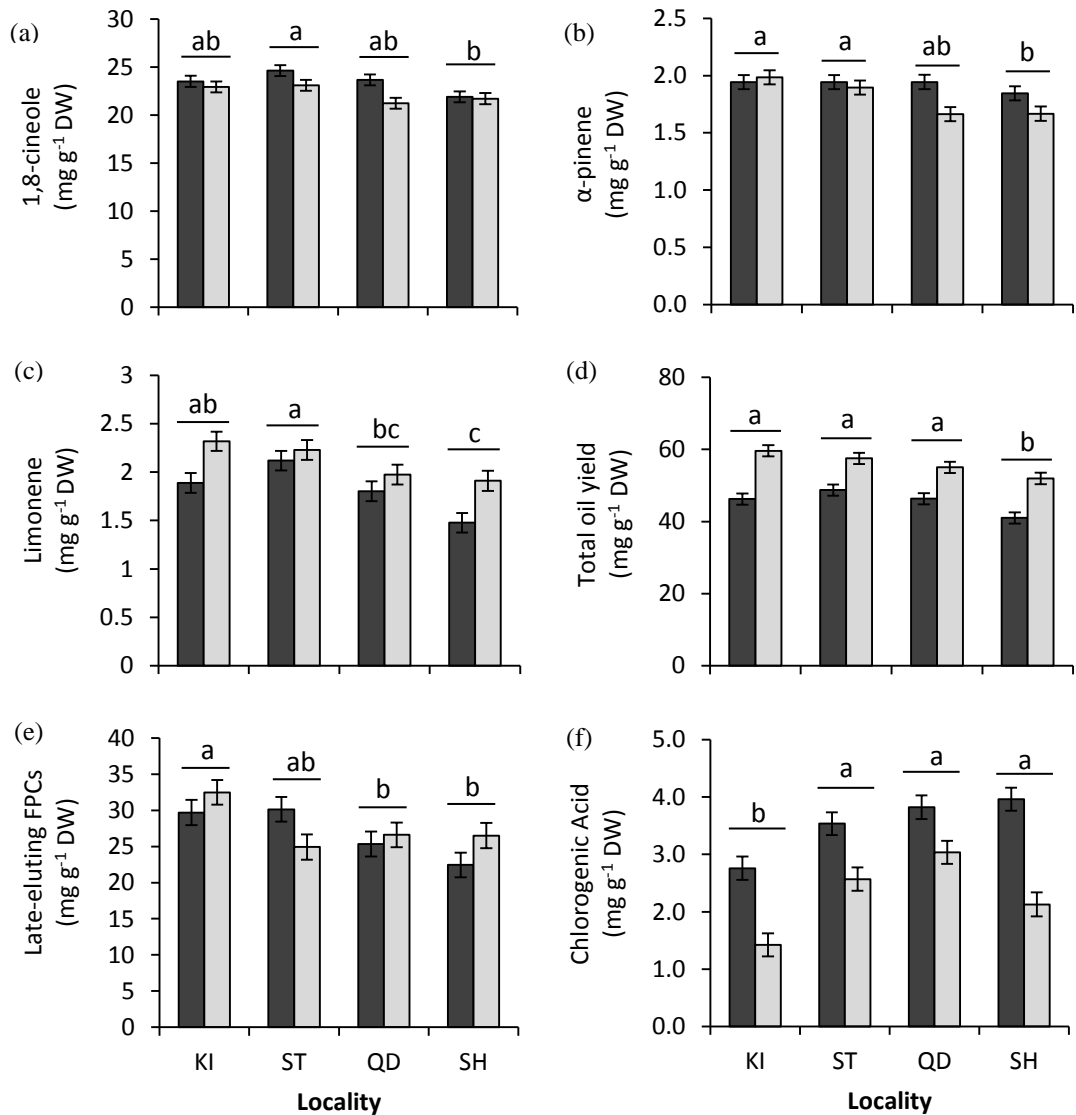 (a)
1,8-cineole
(mg g⁻¹ DW)
30
25
20
15
10
5
0
ab
a
ab
b
(b)
α-pinene
(mg g⁻¹ DW)
2.5
2.0
1.5
1.0
0.5
0.0
a
a
ab
b
(c)
Limonene
(mg g⁻¹ DW)
3
2.5
2
1.5
1
0.5
0
ab
a
bc
c
(d)
Total oil yield
(mg g⁻¹ DW)
80
60
40
20
0
a
a
a
b
(e)
Late-eluting FPCs
(mg g⁻¹ DW)
40
35
30
25
20
15
10
5
0
a
ab
b
b
KI ST QD SH
Locality
(f)
Chlorogenic Acid
(mg g⁻¹ DW)
5.0
4.0
3.0
2.0
1.0
0.0
b
a
a
a
KI ST QD SH
Locality